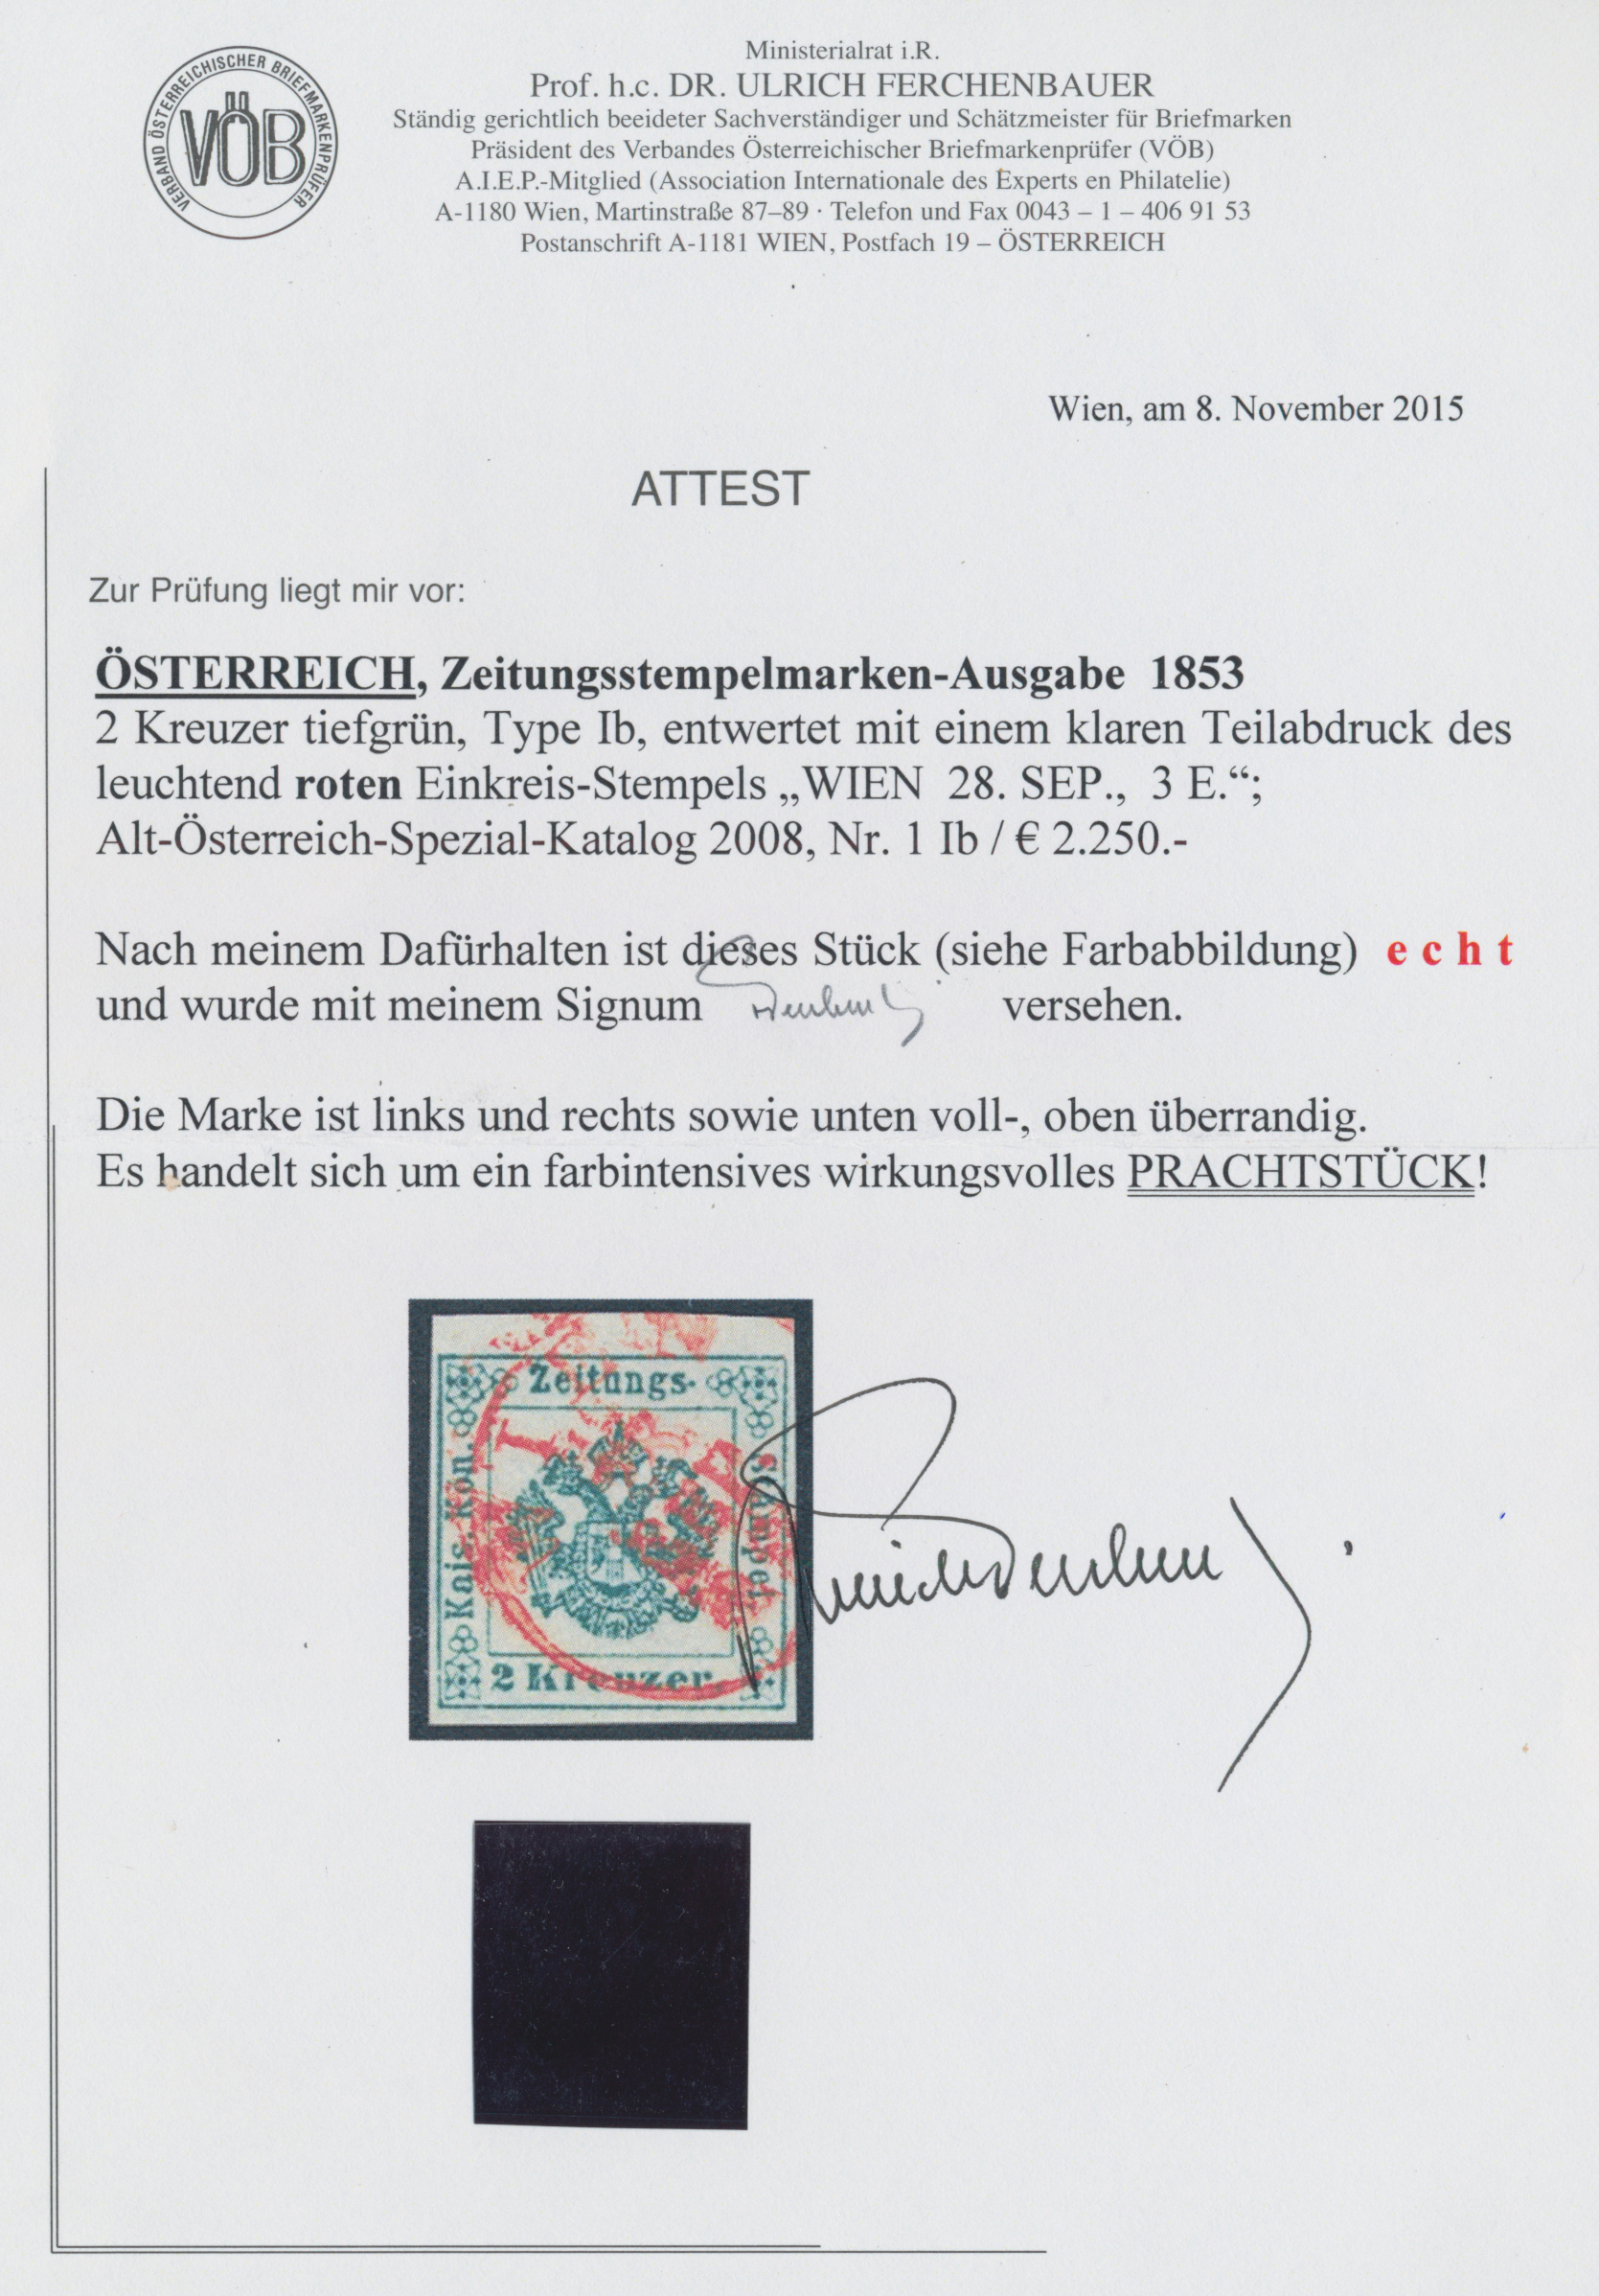 VERBAND ÖSTERREICHISCHER BRIEFMARKENPRÜFER
VÖB
Ministerialrat i.R.
Prof. h.c. DR. ULRICH FERCHENBAUER
Ständig gerichtlich beeideter Sachverständiger und Schätzmeister für Briefmarken
Präsident des Verbandes Österreichischer Briefmarkenprüfer (VÖB)
A.I.E.P.-Mitglied (Association Internationale des Experts en Philatelie)
A-1180 Wien, Martinstraße 87–89 · Telefon und Fax 0043 – 1 – 406 91 53
Postanschrift A-1181 WIEN, Postfach 19 – ÖSTERREICH
Wien, am 8. November 2015
ATTEST
Zur Prüfung liegt mir vor:
ÖSTERREICH, Zeitungsstempelmarken-Ausgabe 1853
2 Kreuzer tiefgrün, Type Ib, entwertet mit einem klaren Teilabdruck des
leuchtend roten Einkreis-Stempels „WIEN 28. SEP., 3 E.“;
Alt-Österreich-Spezial-Katalog 2008, Nr. 1 Ib / € 2.250.-
Nach meinem Dafürhalten ist dieses Stück (siehe Farbabbildung) e c h t
und wurde mit meinem Signum versehen.
Die Marke ist links und rechts sowie unten voll-, oben überrandig.
Es handelt sich um ein farbintensives wirkungsvolles PRACHTSTÜCK!
Zeitungs-
Kais. Kön.
Stämpel
2 Kreuzer.